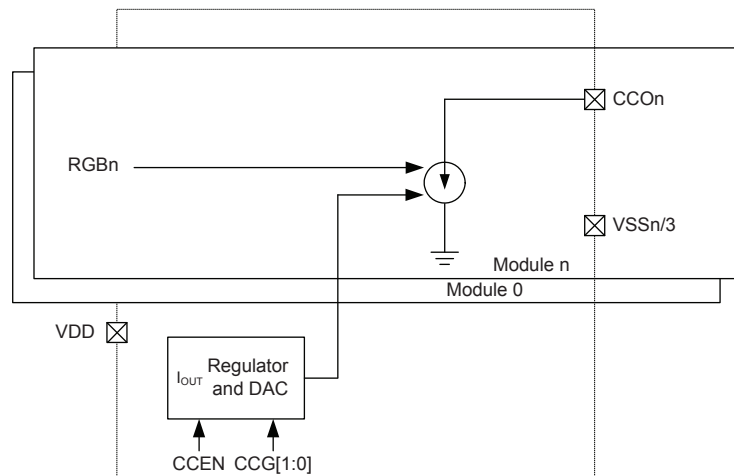 CCOn
RGBn
VSSn/3
Module n
Module 0
VDD
IOUT Regulator
and DAC
CCEN CCG[1:0]